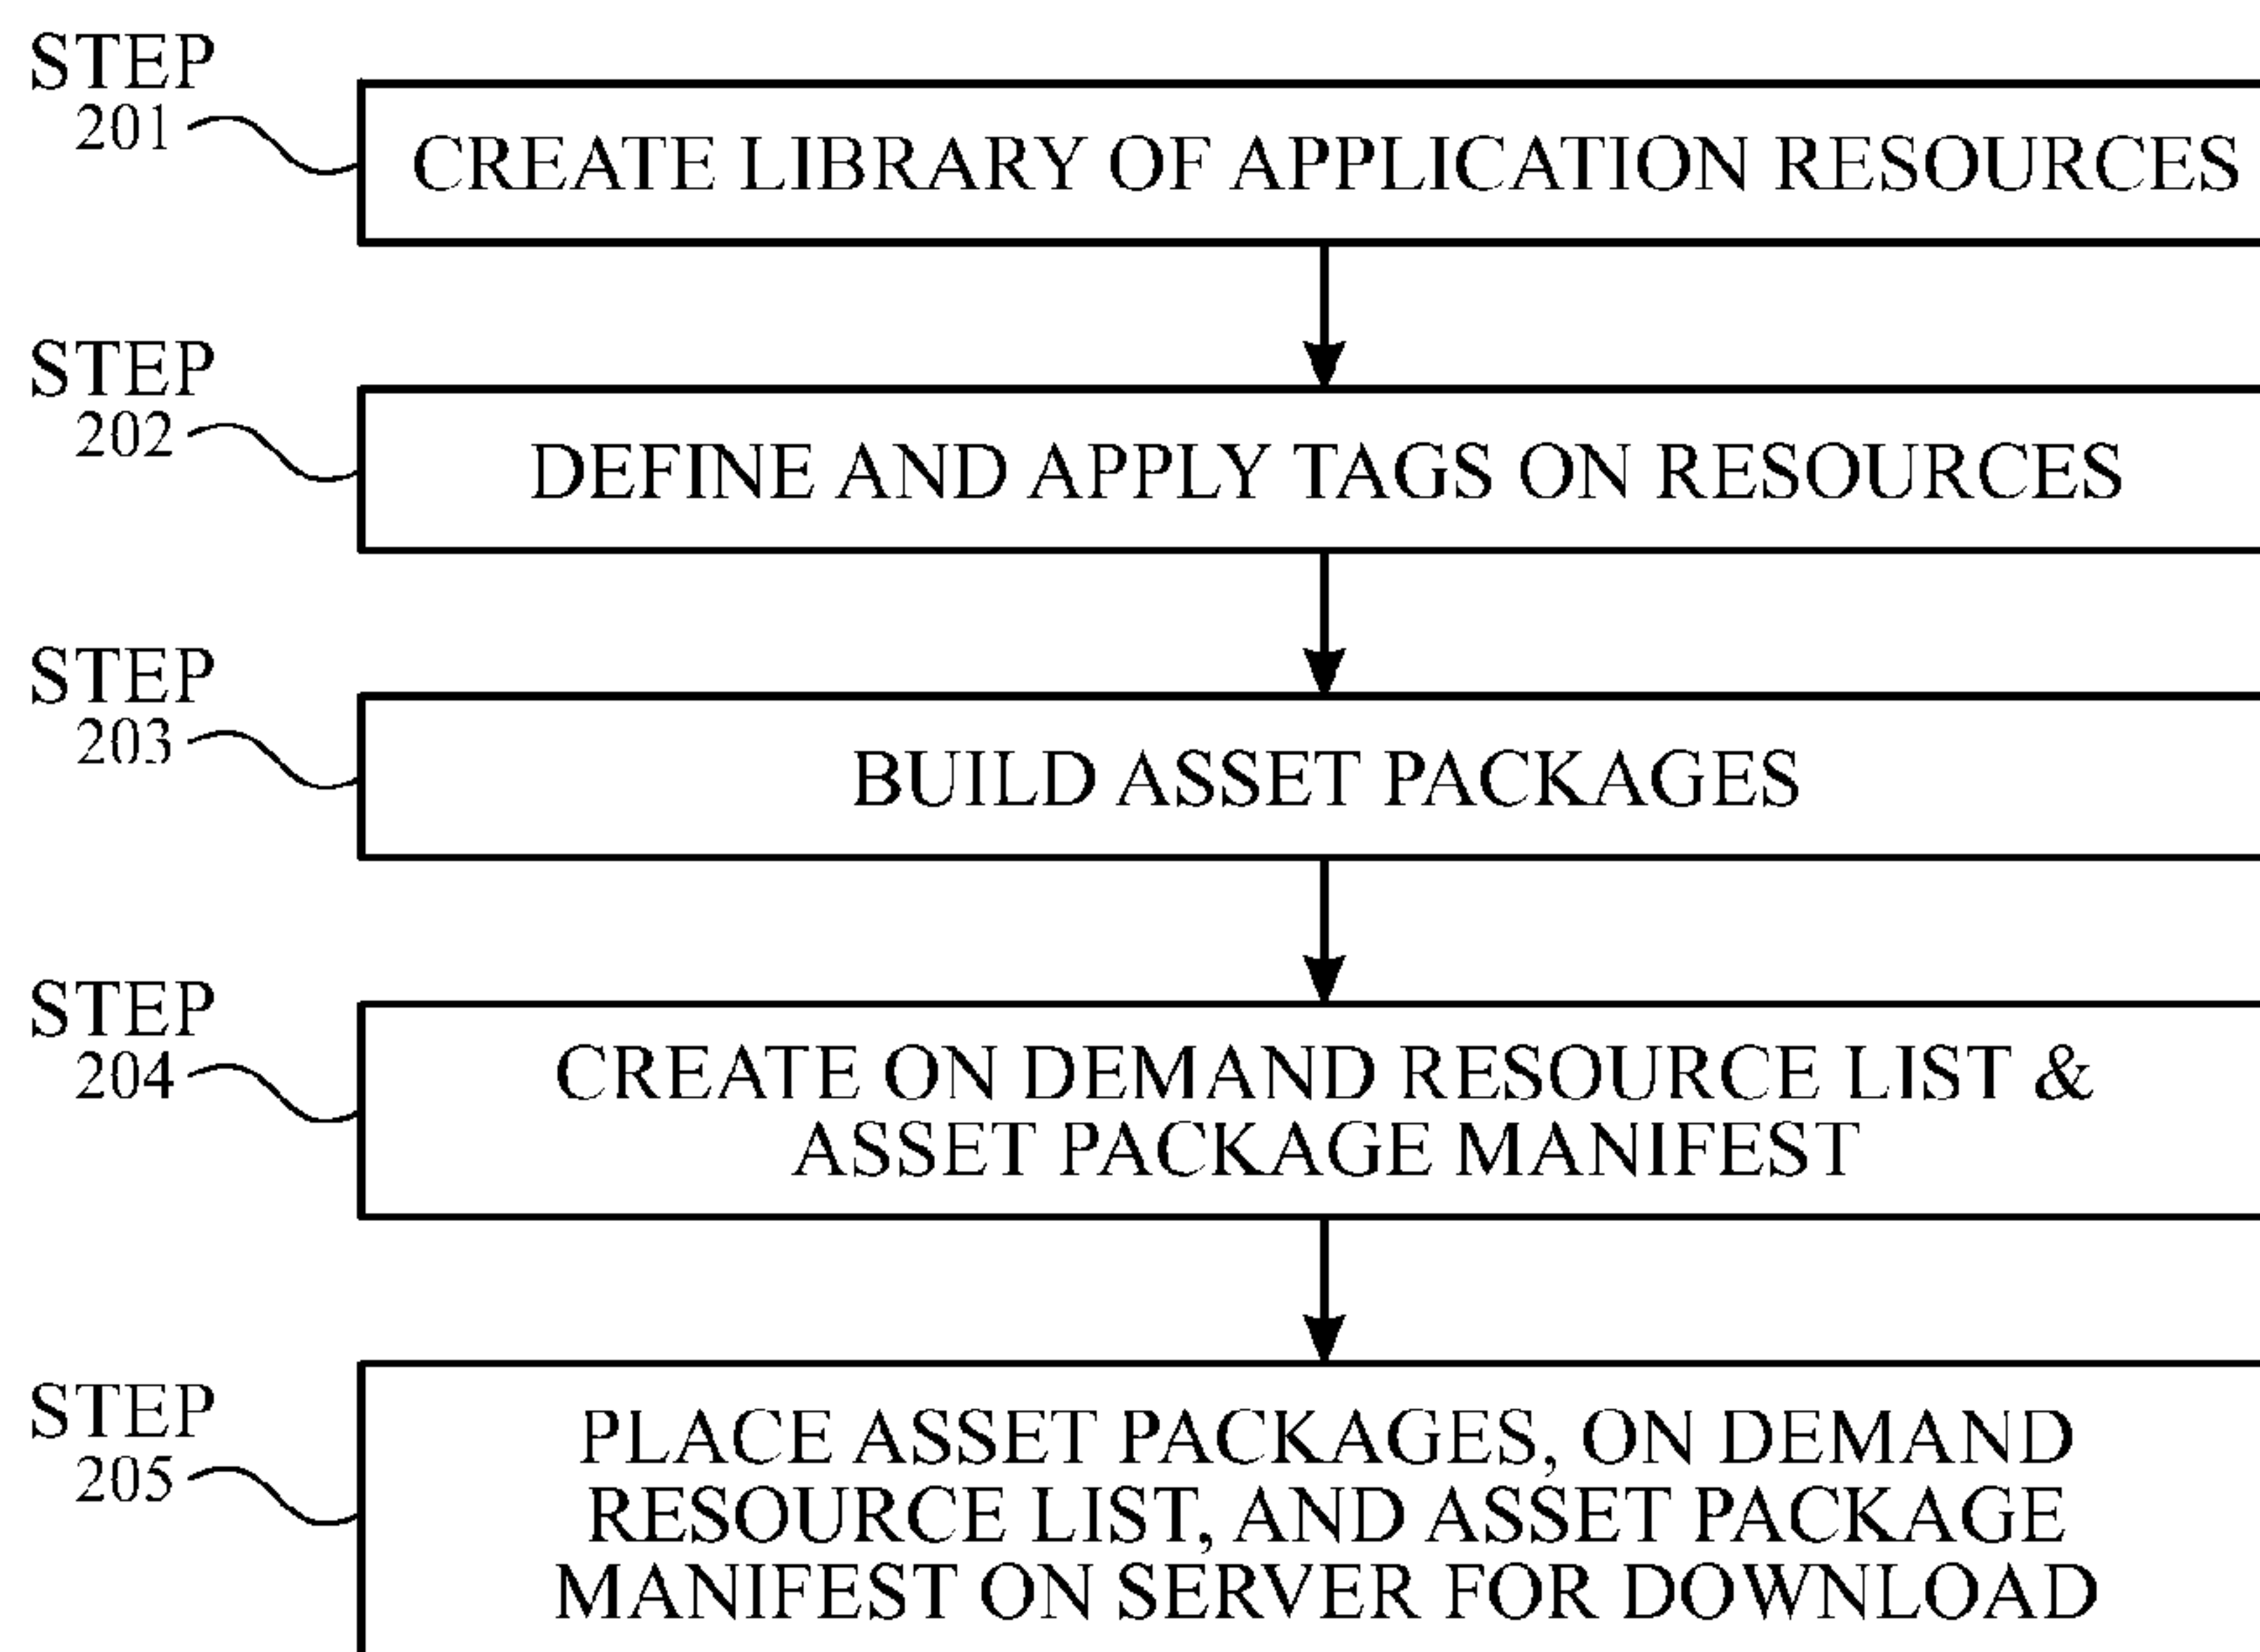 STEP
201
CREATE LIBRARY OF APPLICATION RESOURCES
STEP
202
DEFINE AND APPLY TAGS ON RESOURCES
STEP
203
BUILD ASSET PACKAGES
STEP
204
CREATE ON DEMAND RESOURCE LIST &
ASSET PACKAGE MANIFEST
STEP
205
PLACE ASSET PACKAGES, ON DEMAND
RESOURCE LIST, AND ASSET PACKAGE
MANIFEST ON SERVER FOR DOWNLOAD